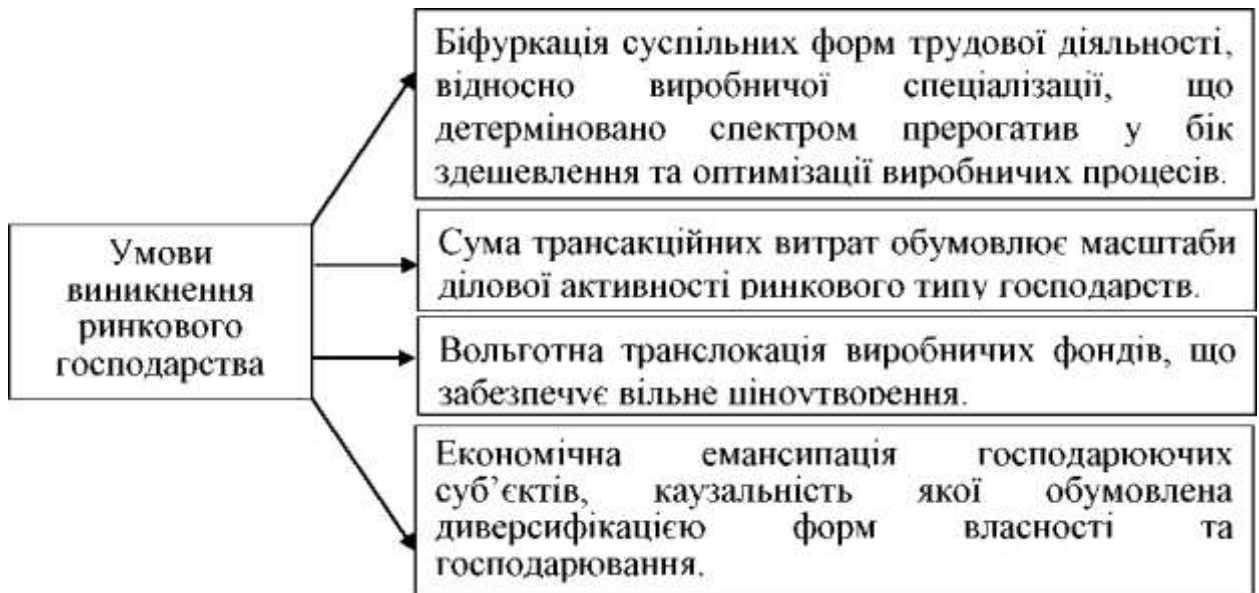 Умови
виникнення
ринкового
господарства
Біфуркація суспільних форм трудової діяльності,
відносно виробничої спеціалізації, що
детерміновано спектром прерогатив у бік
здешевлення та оптимізації виробничих процесів.
Сума трансакційних витрат обумовлює масштаби
ділової активності ринкового типу господарств.
Вольготна транслокація виробничих фондів, що
забезпечує вільне ціноутворення.
Економічна емансипація господарюючих
суб’єктів, каузальність якої обумовлена
диверсифікацією форм власності та
господарювання.